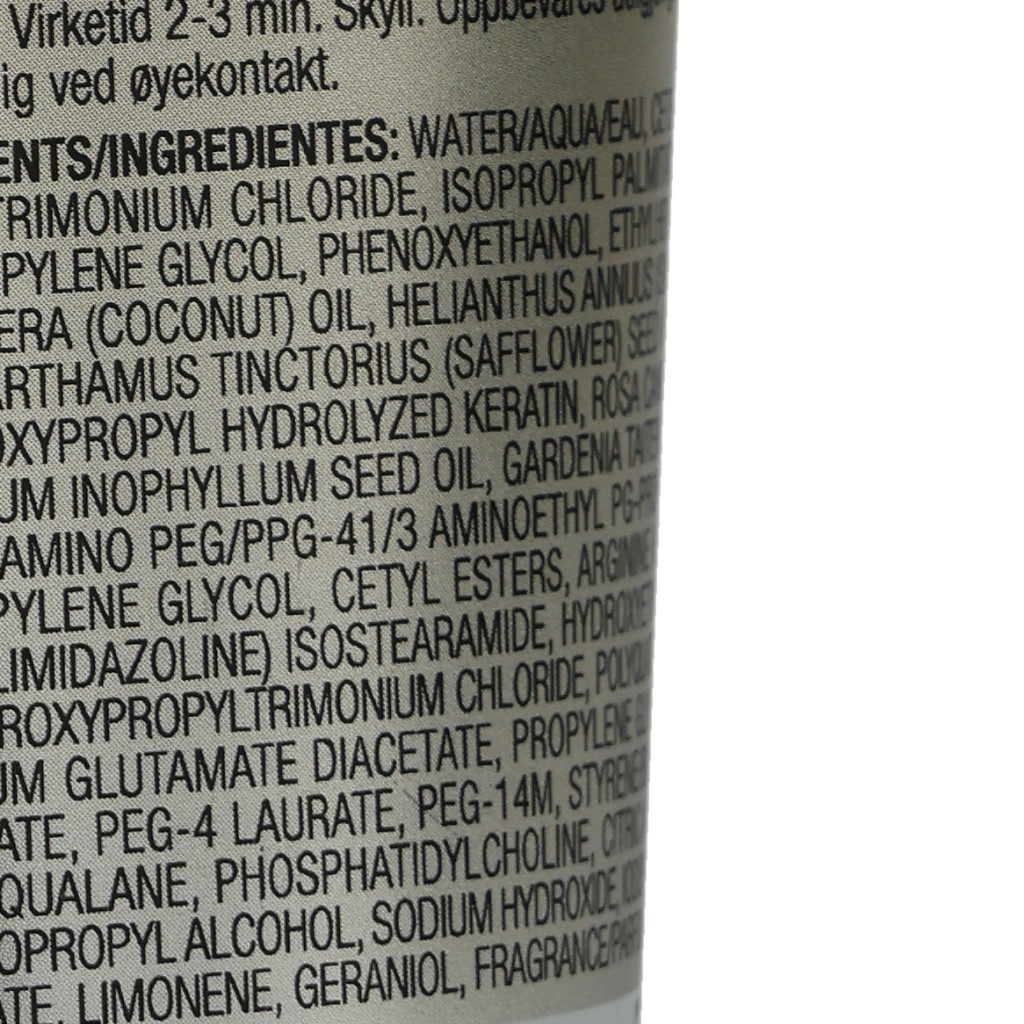 Virketid 2-3 min. Skyll. Oppbevares
ig ved øyekontakt.
ENTS/INGREDIENTES: WATER/AQUA/EAU,
TRIMONIUM CHLORIDE, ISOPROPYL
PYLENE GLYCOL, PHENOXYETHANOL,
ERA (COCONUT) OIL, HELIANTHUS ANNUUS
ARTHAMUS TINCTORIUS (SAFFLOWER) SEED
OXYPROPYL HYDROLYZED KERATIN, ROSA
UM INOPHYLLUM SEED OIL, GARDENIA
AMINO PEG/PPG-41/3 AMINOETHYL
PYLENE GLYCOL, CETYL ESTERS, ARGININE
LIMIDAZOLINE) ISOSTEARAMIDE,
ROXYPROPYLTRIMONIUM CHLORIDE,
UM GLUTAMATE DIACETATE, PROPYLENE
ATE, PEG-4 LAURATE, PEG-14M,
QUALANE, PHOSPHATIDYLCHOLINE,
OPROPYL ALCOHOL, SODIUM HYDROXIDE,
ATE, LIMONENE, GERANIOL,